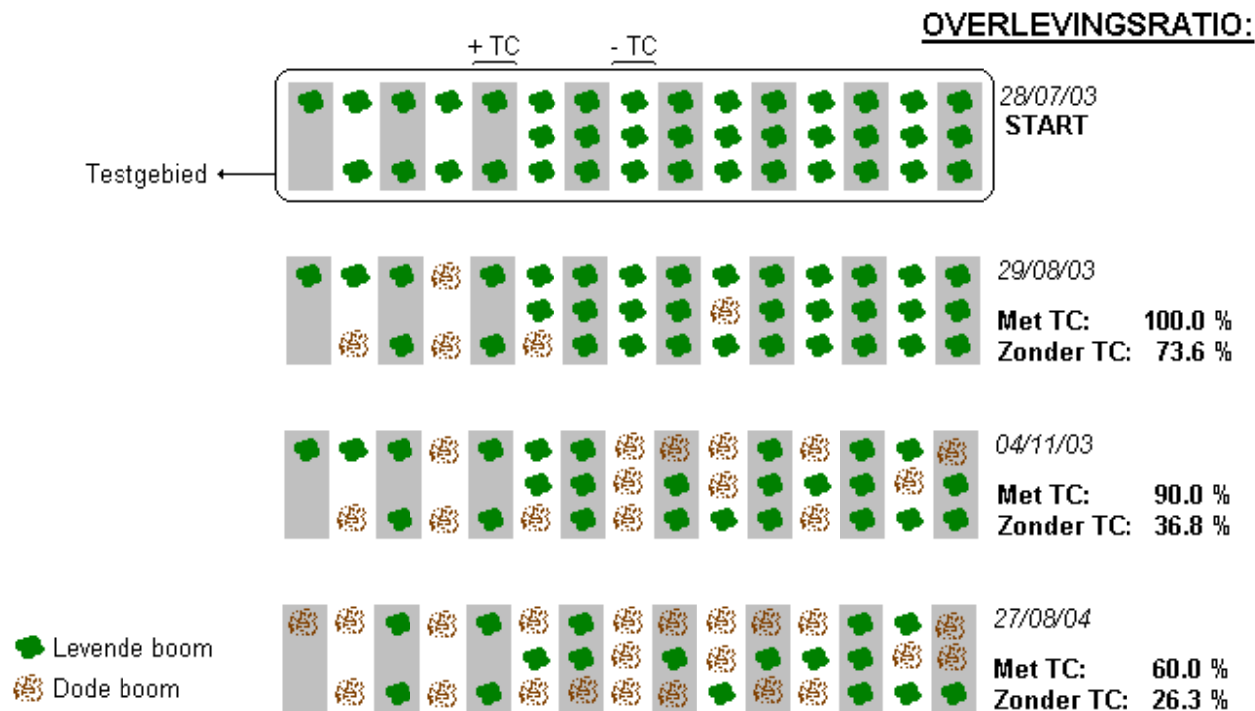 OVERLEVINGSRATIO:
+ TC - TC
28/07/03
START
Testgebied
29/08/03
Met TC: 100.0 %
Zonder TC: 73.6 %
04/11/03
Met TC: 90.0 %
Zonder TC: 36.8 %
27/08/04
Levende boom
Met TC: 60.0 %
Dode boom
Zonder TC: 26.3 %